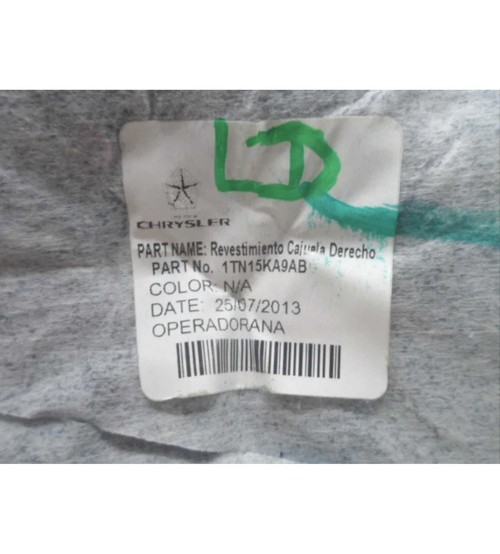 LD
CHRYSLER
PART NAME: Revestimiento Cajuela Derecho
PART No. 1TN15KA9AB
COLOR: N/A
DATE: 25/07/2013
OPERADORANA